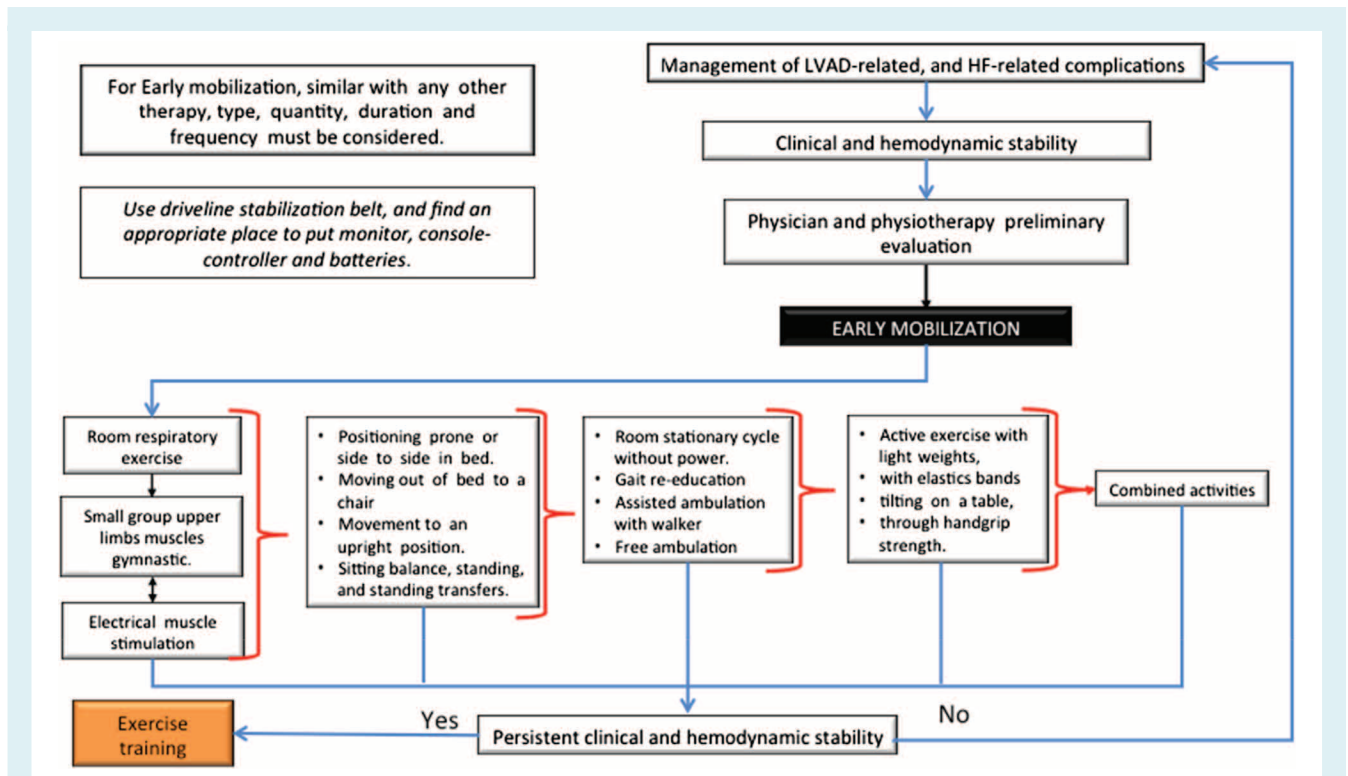 For Early mobilization, similar with any other
therapy, type, quantity, duration and
frequency must be considered.
Use driveline stabilization belt, and find an
appropriate place to put monitor, console-
controller and batteries.
Management of LVAD-related, and HF-related complications
Clinical and hemodynamic stability
Physician and physiotherapy preliminary
evaluation
EARLY MOBILIZATION
Room respiratory
exercise
Small group upper
limbs muscles
gymnastic.
Electrical muscle
stimulation
• Positioning prone or
side to side in bed.
• Moving out of bed to a
chair
• Movement to an
upright position.
• Sitting balance, standing,
and standing transfers.
• Room stationary cycle
without power.
• Gait re-education
• Assisted ambulation
with walker
• Free ambulation
• Active exercise with
light weights,
• with elastics bands
• tilting on a table,
• through handgrip
strength.
Combined activities
Exercise
training
Yes
Persistent clinical and hemodynamic stability
No